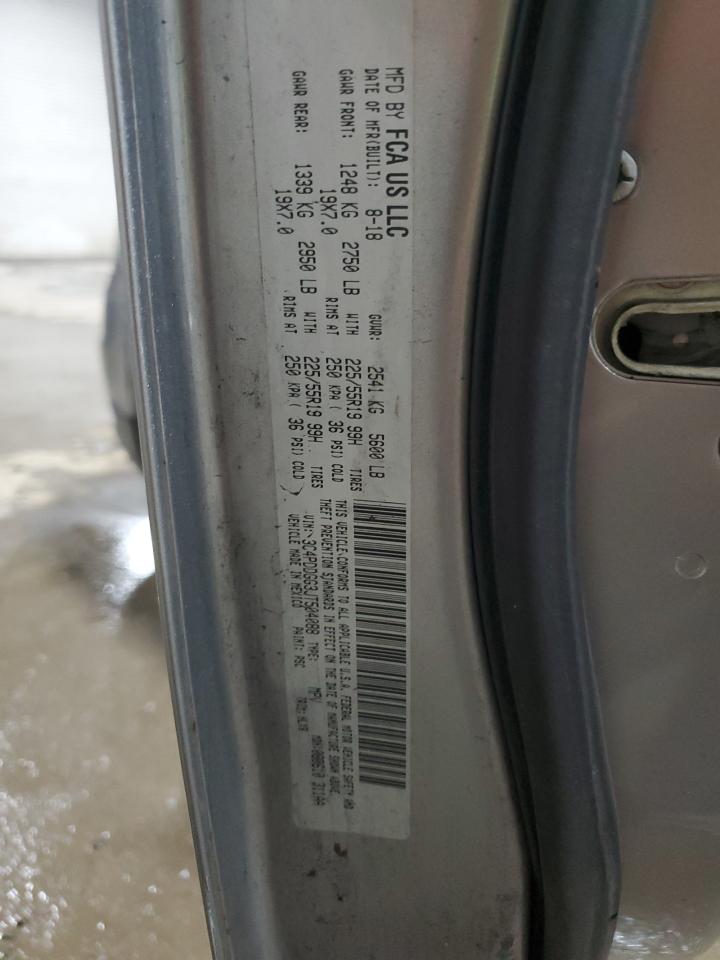 MFD BY FCA US LLC
DATE OF MFR(BUILT): 8-18 GVWR: 2541 KG 5600 LB
GAWR FRONT: 1248 KG 2750 LB WITH 225/55R19 99H TIRES
19X7.0 RIMS AT 250 KPA ( 36 PSI) COLD
GAWR REAR: 1339 KG 2950 LB WITH 225/55R19 99H TIRES
19X7.0 RIMS AT 250 KPA ( 36 PSI) COLD )
THIS VEHICLE CONFORMS TO ALL APPLICABLE U.S.A. FEDERAL MOTOR VEHICLE SAFETY AND
THEFT PREVENTION STANDARDS IN EFFECT ON THE DATE OF MANUFACTURE SHOWN ABOVE.
VIN: 3C4PDDGG3JT504088 TYPE: MPV
VEHICLE MADE IN MEXICO PAINT: PSC